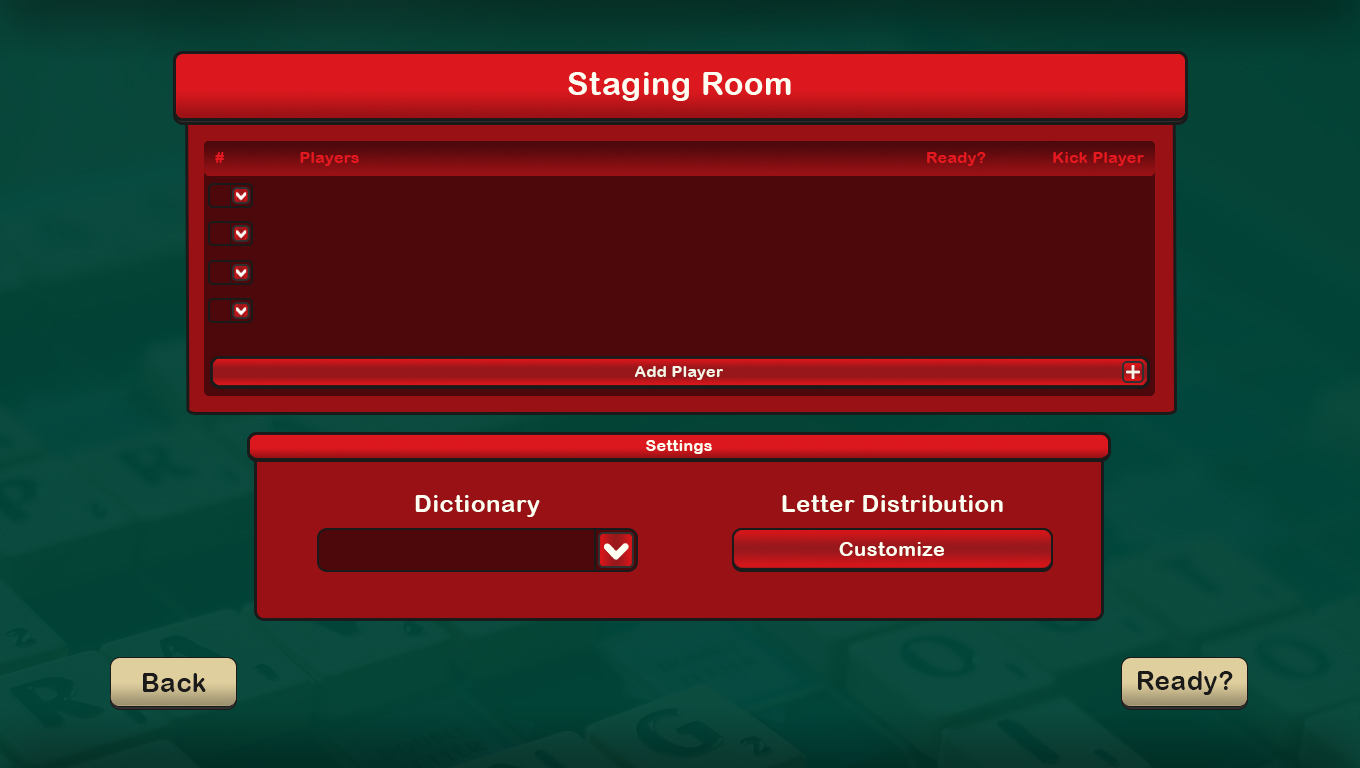 Staging Room
# Players Ready? Kick Player
Add Player
Settings
Dictionary Letter Distribution
Customize
Back Ready?